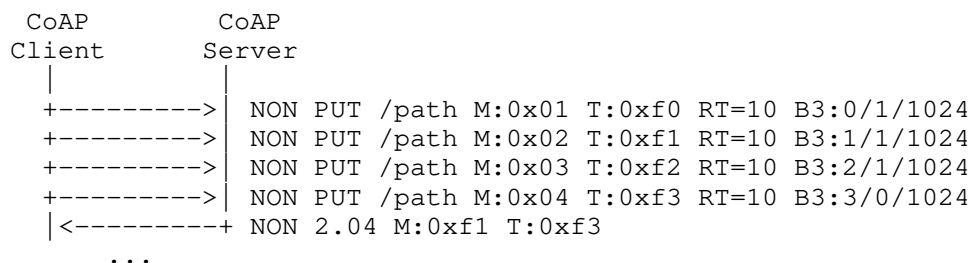 CoAP        CoAP
Client     Server
  |          |
  +--------->| NON PUT /path M:0x01 T:0xf0 RT=10 B3:0/1/1024
  +--------->| NON PUT /path M:0x02 T:0xf1 RT=10 B3:1/1/1024
  +--------->| NON PUT /path M:0x03 T:0xf2 RT=10 B3:2/1/1024
  +--------->| NON PUT /path M:0x04 T:0xf3 RT=10 B3:3/0/1024
  |<---------+ NON 2.04 M:0xf1 T:0xf3
      ...